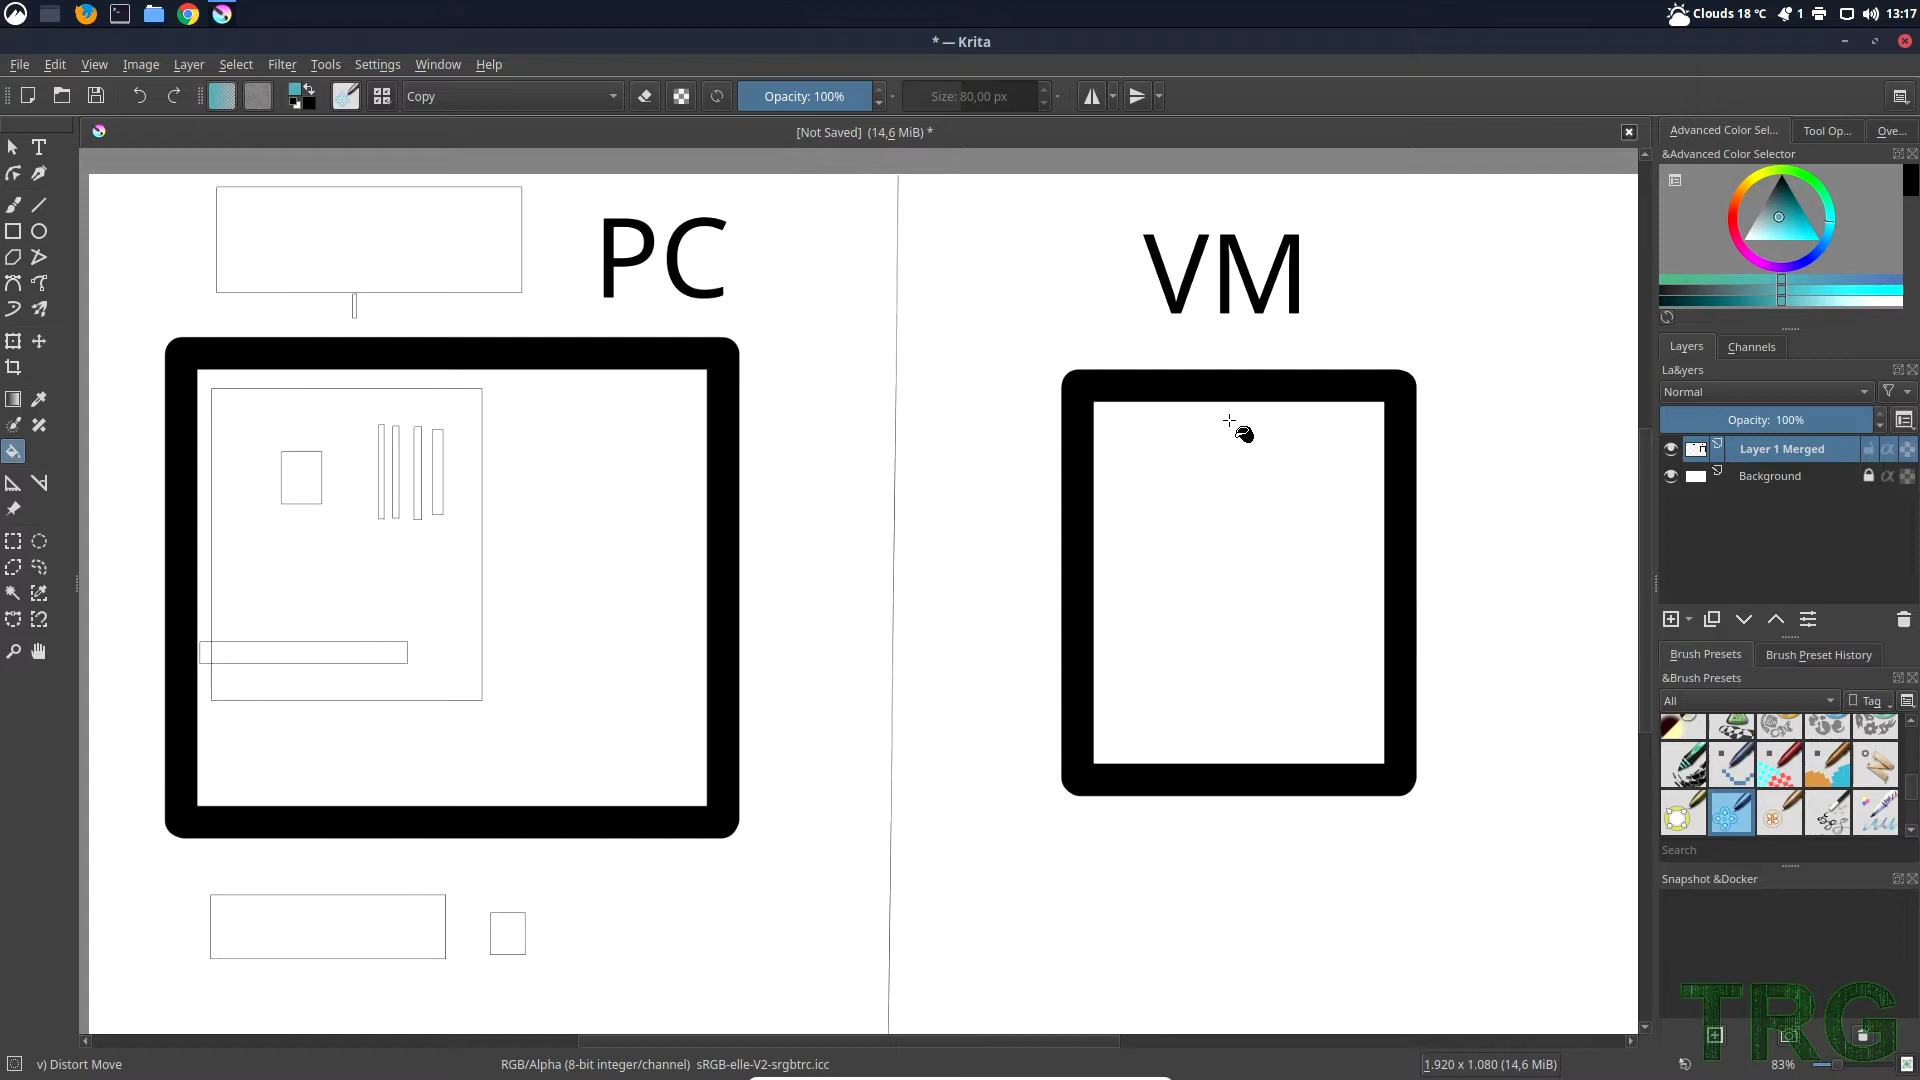 Clouds 18 °C
1
13:17
* — Krita
File Edit View Image Layer Select Filter Tools Settings Window Help
Copy
Opacity: 100%
Size: 80,00 px
[Not Saved] (14,6 MiB) *
Advanced Color Sel...
Tool Op...
Ove...
&Advanced Color Selector
PC
VM
Layers
Channels
La&yers
Normal
Opacity: 100%
Layer 1 Merged
Background
Brush Presets
Brush Preset History
&Brush Presets
All
Tag
Search
Snapshot &Docker
TRG
v) Distort Move
RGB/Alpha (8-bit integer/channel) sRGB-elle-V2-srgbtrc.icc
1.920 x 1.080 (14,6 MiB)
83%